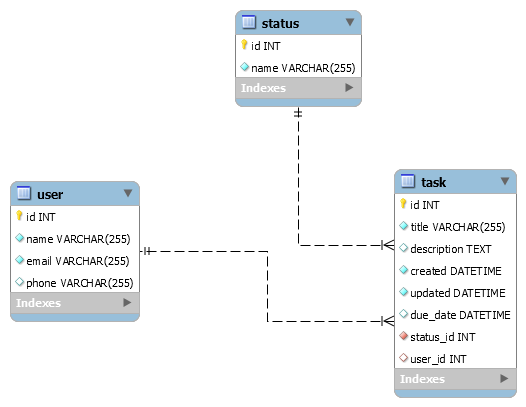 status
id INT
name VARCHAR(255)
Indexes
user
id INT
name VARCHAR(255)
email VARCHAR(255)
phone VARCHAR(255)
Indexes
task
id INT
title VARCHAR(255)
description TEXT
created DATETIME
updated DATETIME
due_date DATETIME
status_id INT
user_id INT
Indexes